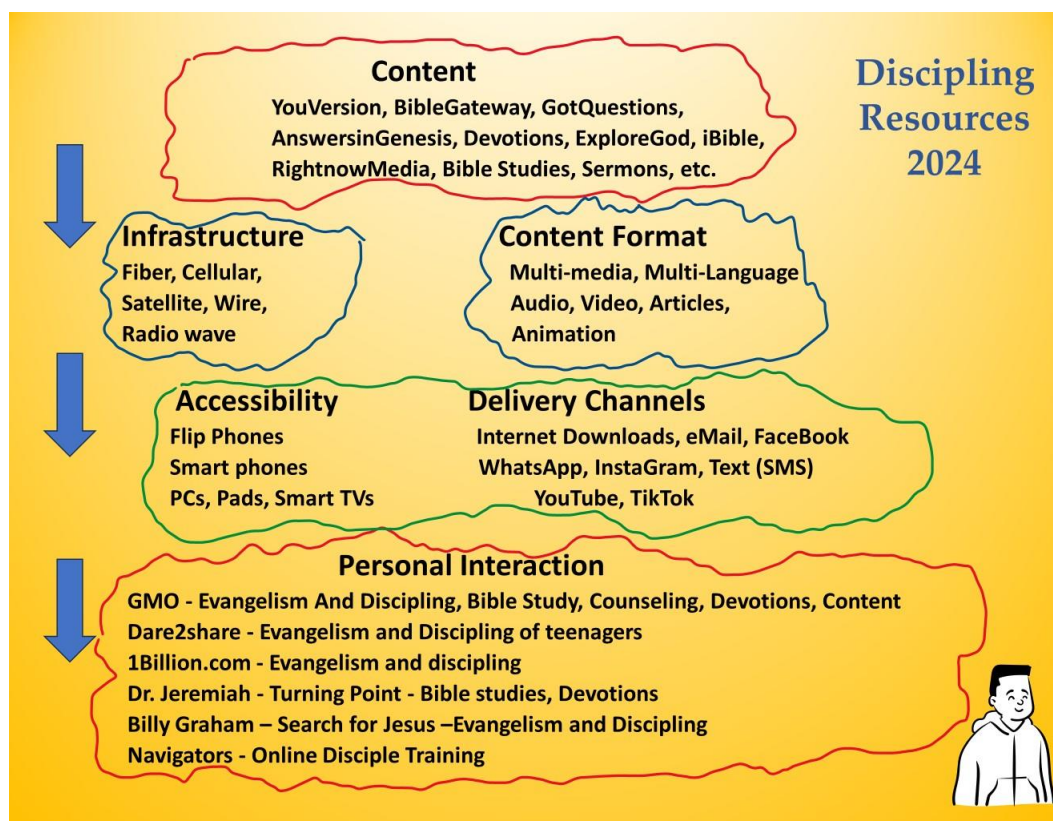 Discipling
Resources
2024
Content
YouVersion, BibleGateway, GotQuestions,
AnswersinGenesis, Devotions, ExploreGod, iBible,
RightnowMedia, Bible Studies, Sermons, etc.
Infrastructure
Fiber, Cellular,
Satellite, Wire,
Radio wave
Content Format
Multi-media, Multi-Language
Audio, Video, Articles,
Animation
Accessibility
Flip Phones
Smart phones
PCs, Pads, Smart TVs
Delivery Channels
Internet Downloads, eMail, FaceBook
WhatsApp, InstaGram, Text (SMS)
YouTube, TikTok
Personal Interaction
GMO - Evangelism And Discipling, Bible Study, Counseling, Devotions, Content
Dare2share - Evangelism and Discipling of teenagers
1Billion.com - Evangelism and discipling
Dr. Jeremiah - Turning Point - Bible studies, Devotions
Billy Graham – Search for Jesus –Evangelism and Discipling
Navigators - Online Disciple Training